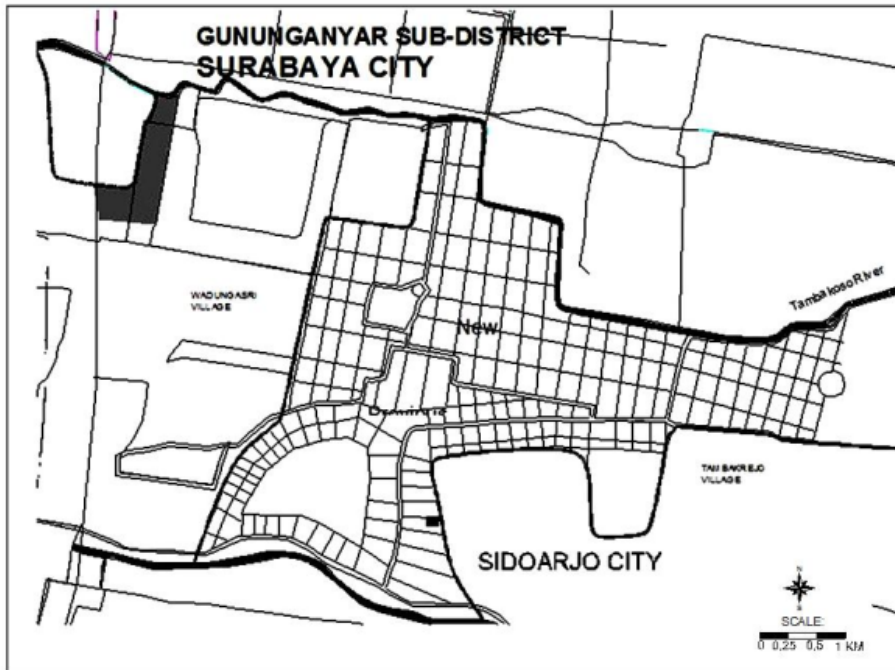 GUNUNGANYAR SUB-DISTRICT
SURABAYA CITY
Tambakoso River
WADUNGASRI
VILLAGE
New
TAMBAKREJO
VILLAGE
SIDOARJO CITY
N
S
SCALE:
0 0,25 0,5 1 KM